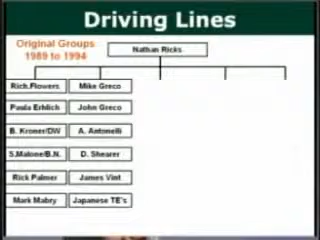 Driving Lines
Original Groups
1989 to 1994
Nathan Ricks
Rich.Flowers
Mike Greco
Paula Erhlich
John Greco
B. Kroner/DW
A. Antonelli
S.Malone/B.N.
D. Shearer
Rick Palmer
James Vint
Mark Mabry
Japanese TE's